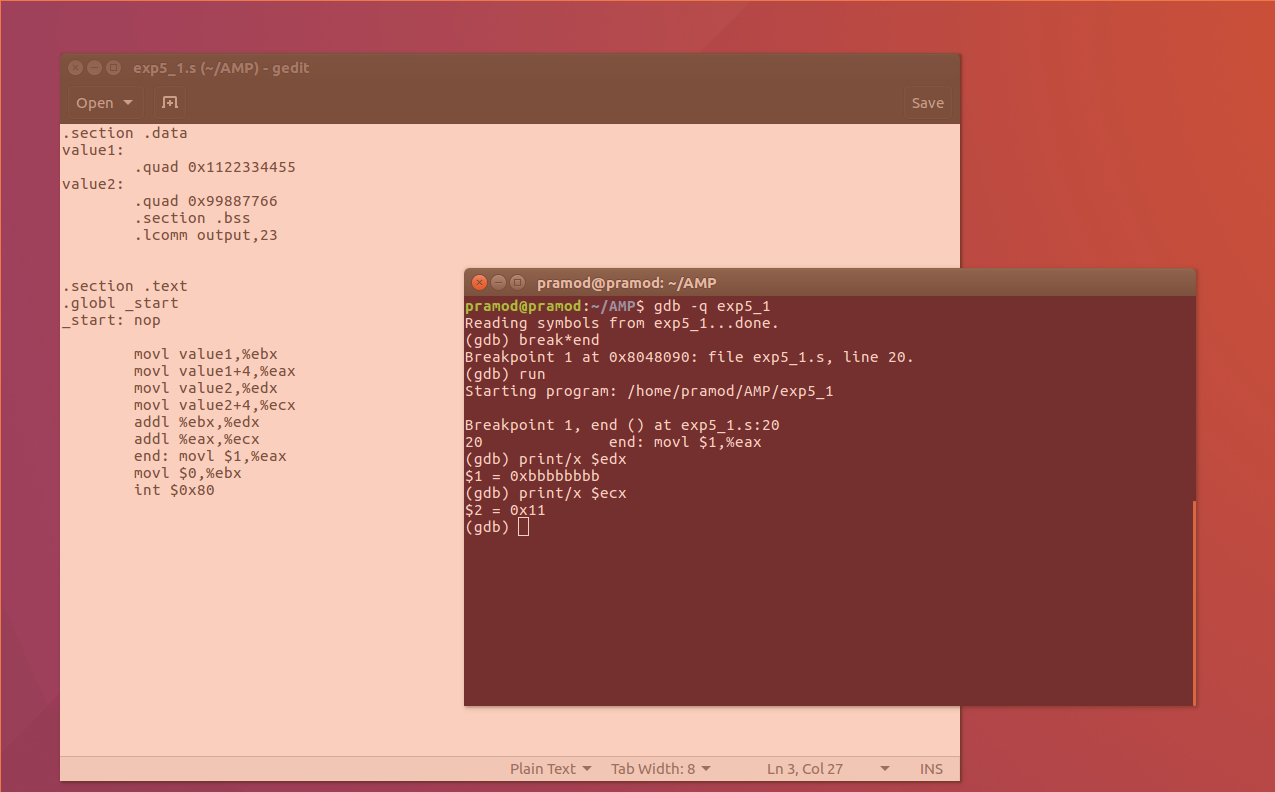 exp5_1.s (~/AMP) - gedit
Open
Save
.section .data
value1:
.quad 0x1122334455
value2:
.quad 0x99887766
.section .bss
.lcomm output,23
.section .text
.globl _start
_start: nop
movl value1,%ebx
movl value1+4,%eax
movl value2,%edx
movl value2+4,%ecx
addl %ebx,%edx
addl %eax,%ecx
end: movl $1,%eax
movl $0,%ebx
int $0x80
pramod@pramod: ~/AMP
pramod@pramod:~/AMP$ gdb -q exp5_1
Reading symbols from exp5_1...done.
(gdb) break*end
Breakpoint 1 at 0x8048090: file exp5_1.s, line 20.
(gdb) run
Starting program: /home/pramod/AMP/exp5_1
Breakpoint 1, end () at exp5_1.s:20
20 end: movl $1,%eax
(gdb) print/x $edx
$1 = 0xbbbbbbbb
(gdb) print/x $ecx
$2 = 0x11
(gdb)
Plain Text Tab Width: 8 Ln 3, Col 27 INS